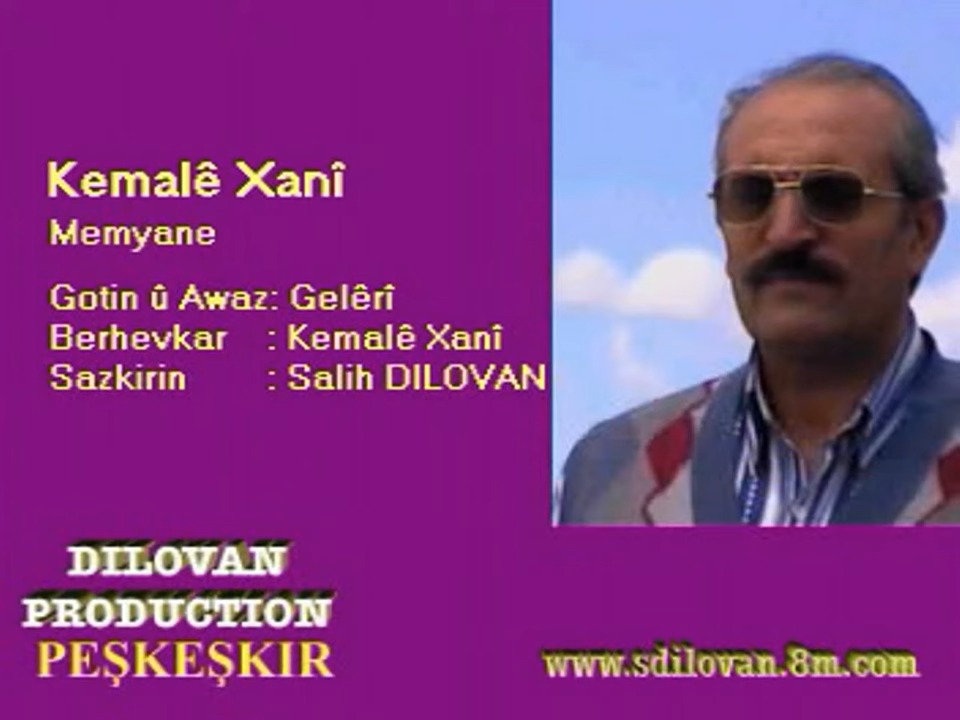 Kemalê Xanî
Memyane
Gotin û Awaz: Gelêrî
Berhevkar : Kemalê Xanî
Sazkirin : Salih DILOVAN
DILOVAN
PRODUCTION
PEŞKEŞKIR
www.sdilovan.8m.com